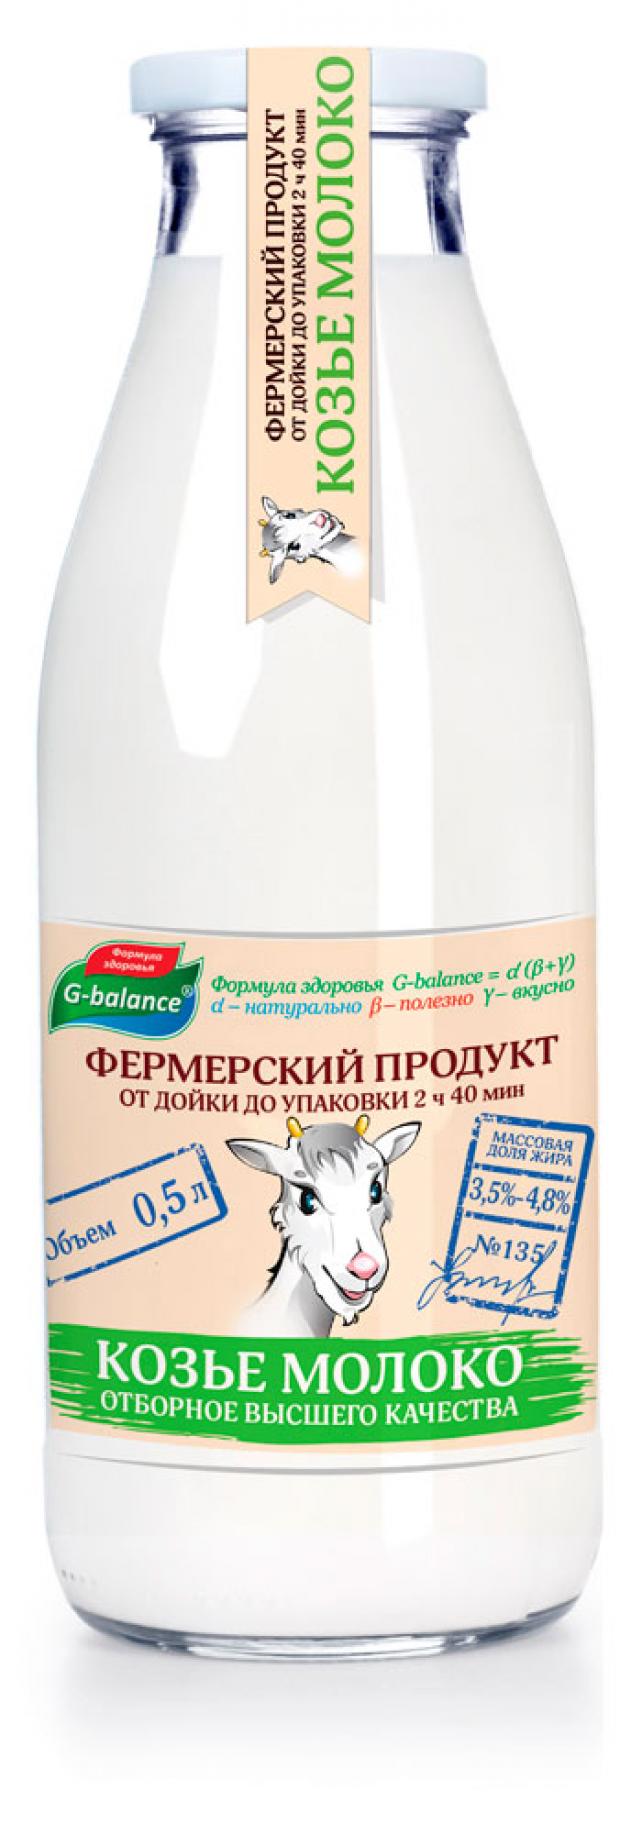 ФЕРМЕРСКИЙ ПРОДУКТ
ОТ ДОЙКИ ДО УПАКОВКИ 2 ч 40 мин
КОЗЬЕ МОЛОКО
Формула
здоровья
G-balance®
Формула здоровья G-balance = α (β+γ)
α – натурально β – полезно γ – вкусно
ФЕРМЕРСКИЙ ПРОДУКТ
ОТ ДОЙКИ ДО УПАКОВКИ 2 ч 40 мин
Объем 0,5 л
МАССОВАЯ
ДОЛЯ ЖИРА
3,5%-4,8%
№135
КОЗЬЕ МОЛОКО
ОТБОРНОЕ ВЫСШЕГО КАЧЕСТВА